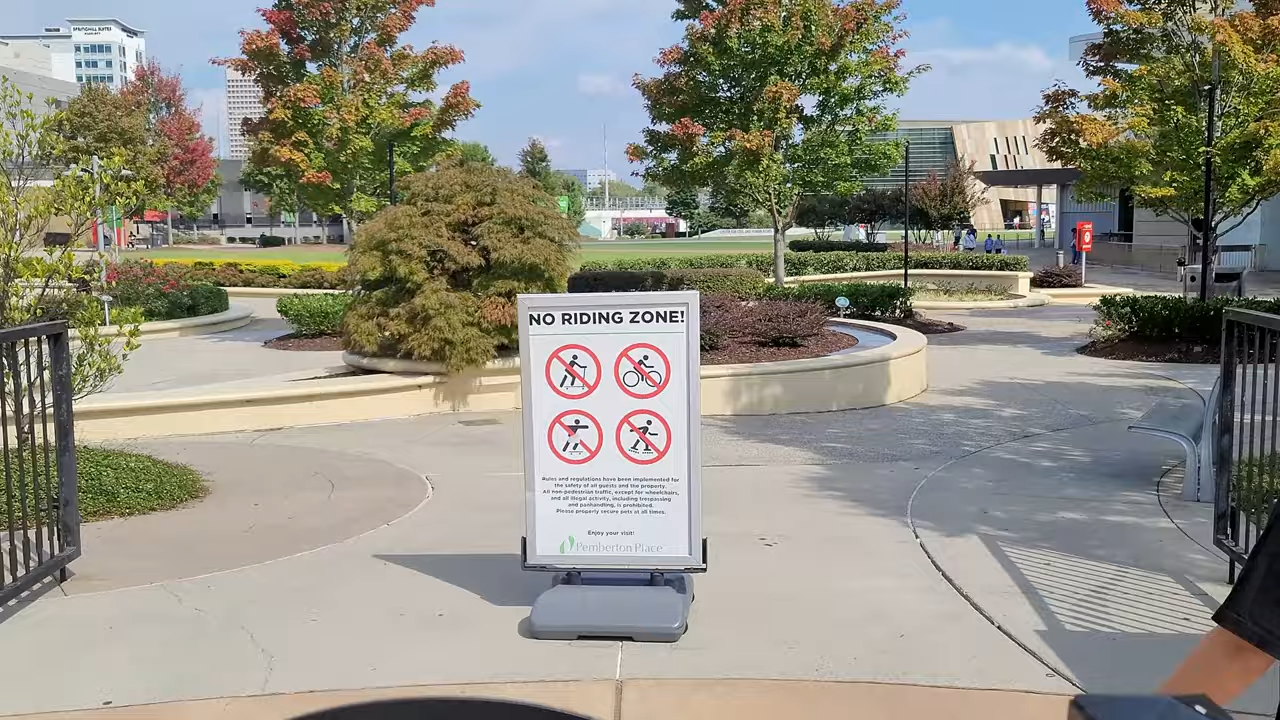 SPRINGHILL SUITES
NO RIDING ZONE!
Rules and regulations have been implemented for
the safety of all guests and the property.
All non-pedestrian traffic, except for wheelchairs,
and all illegal activity, including trespassing
and panhandling, is prohibited.
Please properly secure pets at all times.
Enjoy your visit!
Pemberton Place